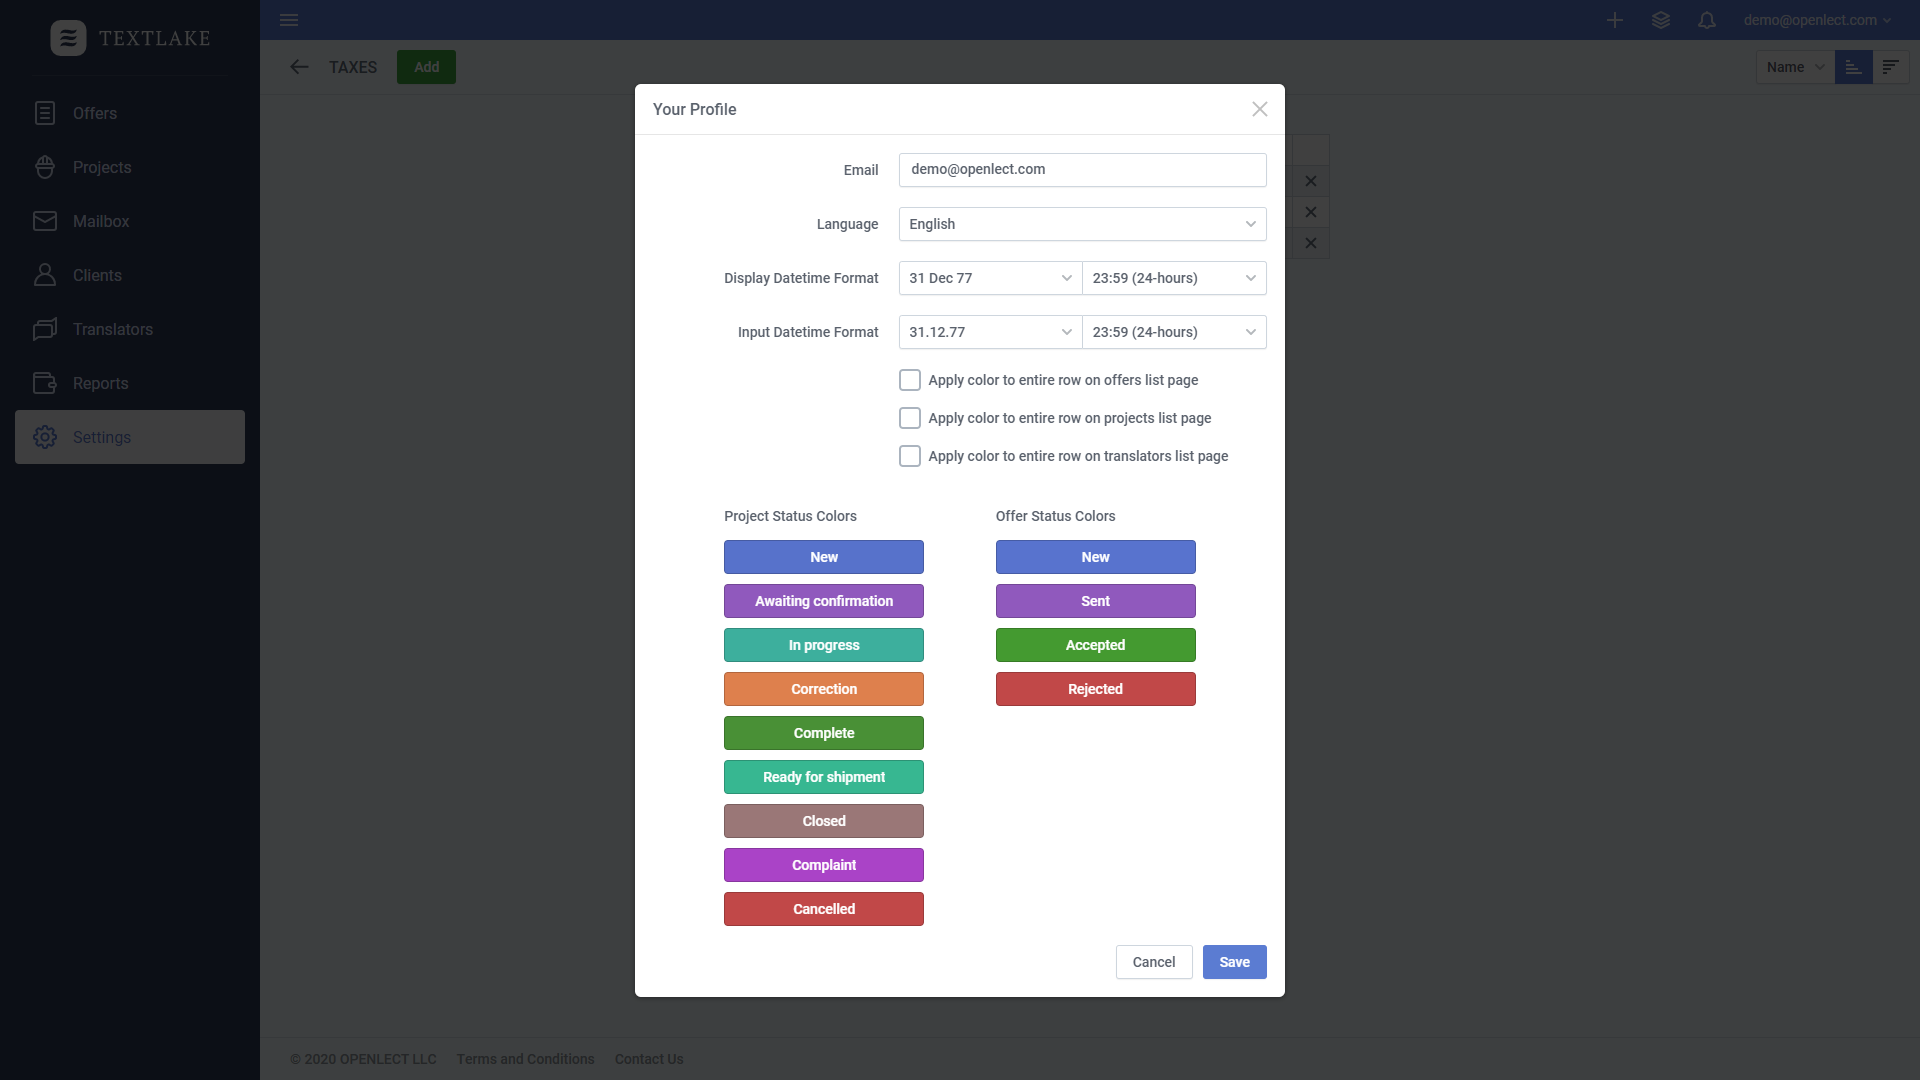 TEXTLAKE
demo@openlect.com
TAXES
Add
Name
Offers
Projects
Mailbox
Clients
Translators
Reports
Settings
Your Profile
Email
demo@openlect.com
Language
English
Display Datetime Format
31 Dec 77
23:59 (24-hours)
Input Datetime Format
31.12.77
23:59 (24-hours)
Apply color to entire row on offers list page
Apply color to entire row on projects list page
Apply color to entire row on translators list page
Project Status Colors
New
Awaiting confirmation
In progress
Correction
Complete
Ready for shipment
Closed
Complaint
Cancelled
Offer Status Colors
New
Sent
Accepted
Rejected
Cancel
Save
© 2020 OPENLECT LLC
Terms and Conditions
Contact Us